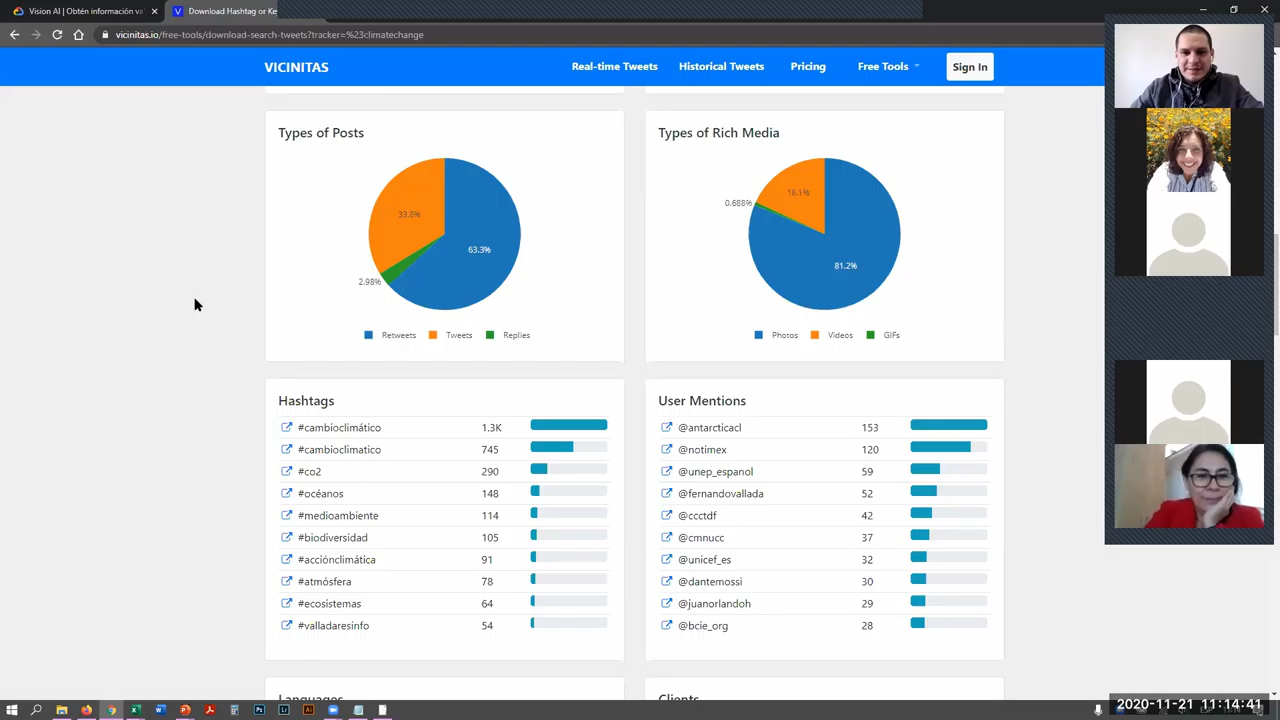 Vision AI | Obtén información va
Download Hashtag or Ke
vicinitas.io/free-tools/download-search-tweets?tracker=%23climatechange
VICINITAS
Real-time Tweets
Historical Tweets
Pricing
Free Tools
Sign In
Types of Posts
33.8%
63.3%
2.98%
Retweets
Tweets
Replies
Types of Rich Media
18.1%
0.688%
81.2%
Photos
Videos
GIFs
Hashtags
#cambioclimático 1.3K
#cambioclimatico 745
#co2 290
#océanos 148
#medioambiente 114
#biodiversidad 105
#acciónclimática 91
#atmósfera 78
#ecosistemas 64
#valladaresinfo 54
User Mentions
@antarcticacl 153
@notimex 120
@unep_espanol 59
@fernandovallada 52
@ccctdf 42
@cmnucc 37
@unicef_es 32
@dantemossi 30
@juanorlandoh 29
@bcie_org 28
Languages
Clients
2020-11-21 11:14:41